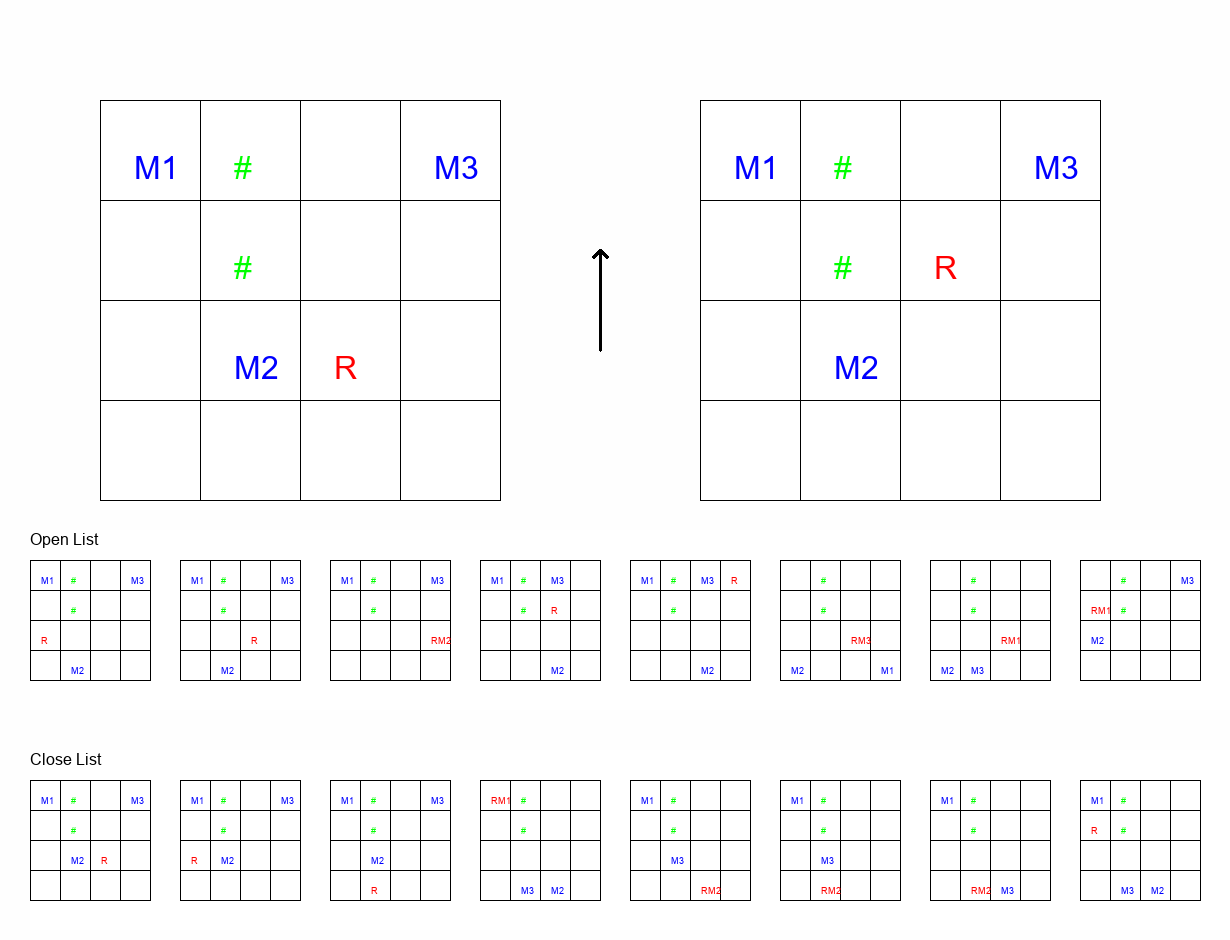 M1 # M3 M1 # M3
# # R
M2 R M2
Open List
M1 # M3 M1 # M3 M1 # M3 M1 # M3 M1 # M3 R # # # M3
# # # # R # # # RM1 #
R R RM2 RM3 RM1 M2
M2 M2 M2 M2 M2 M1 M2 M3
Close List
M1 # M3 M1 # M3 M1 # M3 RM1 # M1 # M1 # M1 # M1 #
# # # # # # # R #
M2 R R M2 M2 M3 M3
R M3 M2 RM2 RM2 RM2 M3 M3 M2